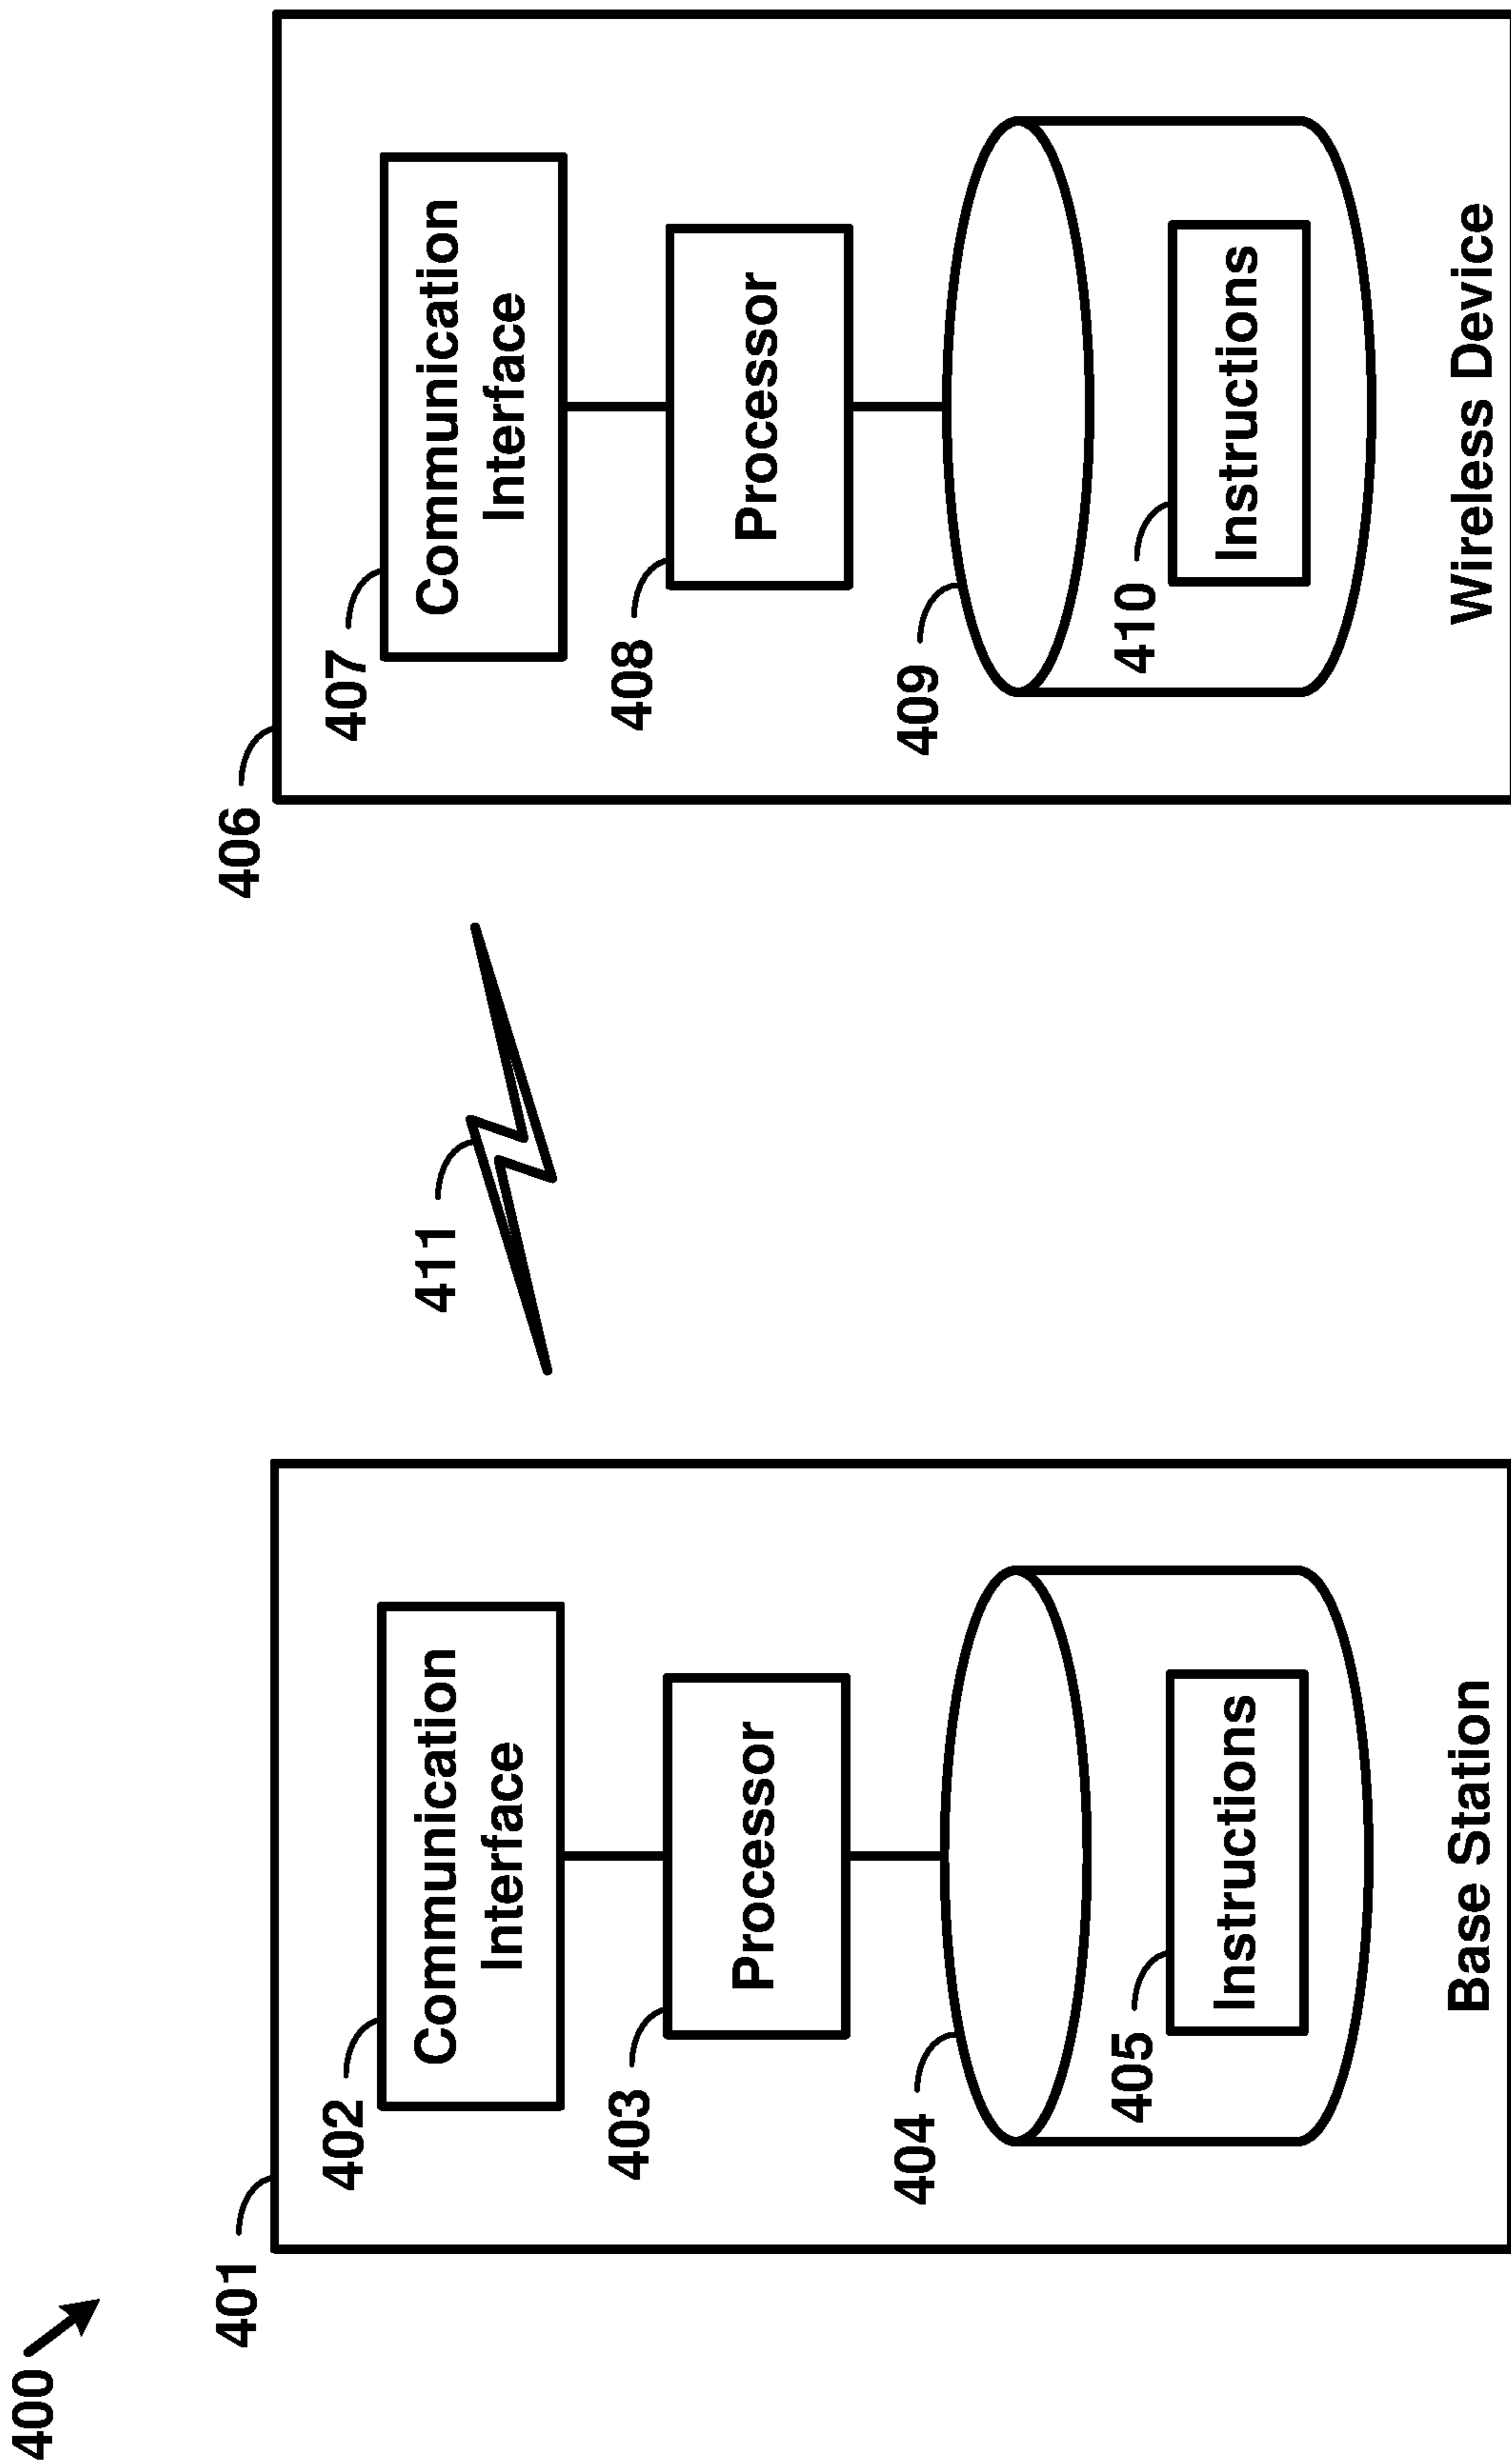 400
401
402
Communication
Interface
403
Processor
404
405
Instructions
Base Station
411
406
407
Communication
Interface
408
Processor
409
410
Instructions
Wireless Device